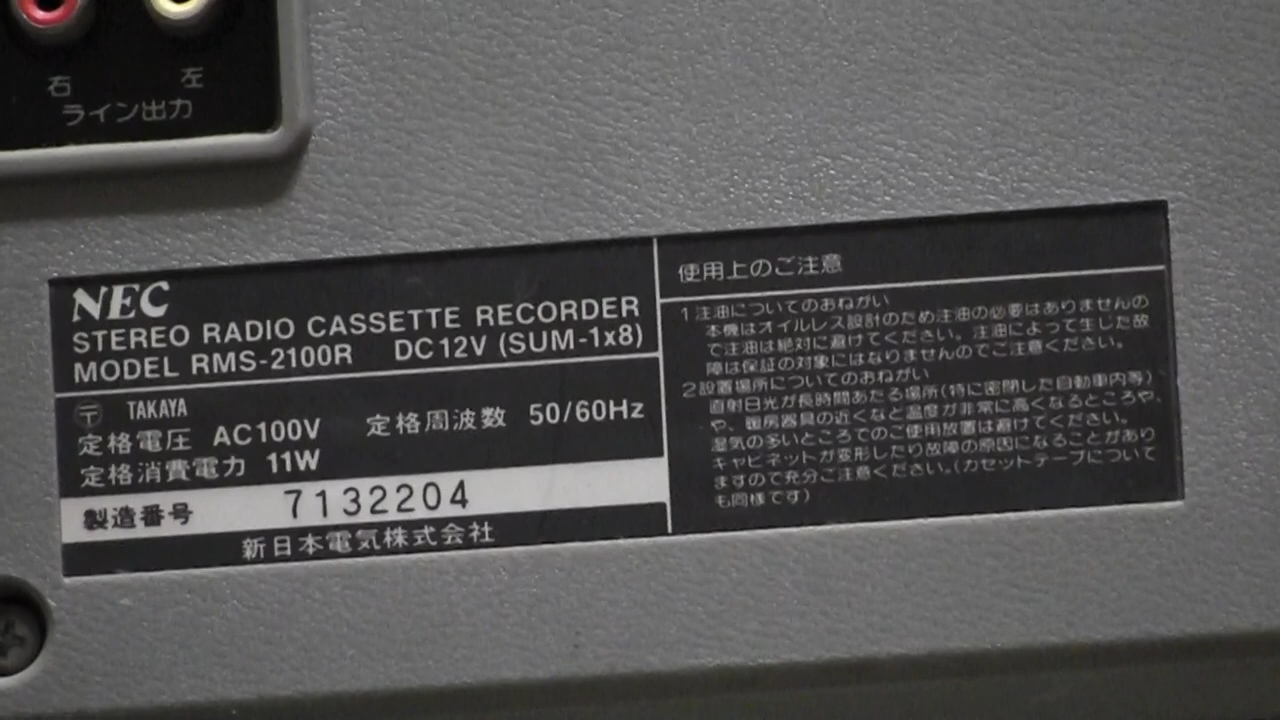 右 左
ライン出力
NEC
STEREO RADIO CASSETTE RECORDER
MODEL RMS-2100R DC12V (SUM-1x8)
〒 TAKAYA
定格電圧 AC100V 定格周波数 50/60Hz
定格消費電力 11W
製造番号 7132204
新日本電気株式会社
使用上のご注意
1 注油についてのおねがい
本機はオイルレス設計のため注油の必要はありませんの
で注油は絶対に避けてください。注油によって生じた故
障は保証の対象にはなりませんのでご注意ください。
2 設置場所についてのおねがい
直射日光が長時間あたる場所(特に密閉した自動車内等)
や、暖房器具の近くなど温度が非常に高くなるところや、
湿気の多いところでのご使用放置は避けてください。
キャビネットが変形したり故障の原因になることがあり
ますので充分ご注意ください。(カセットテープについて
も同様です)